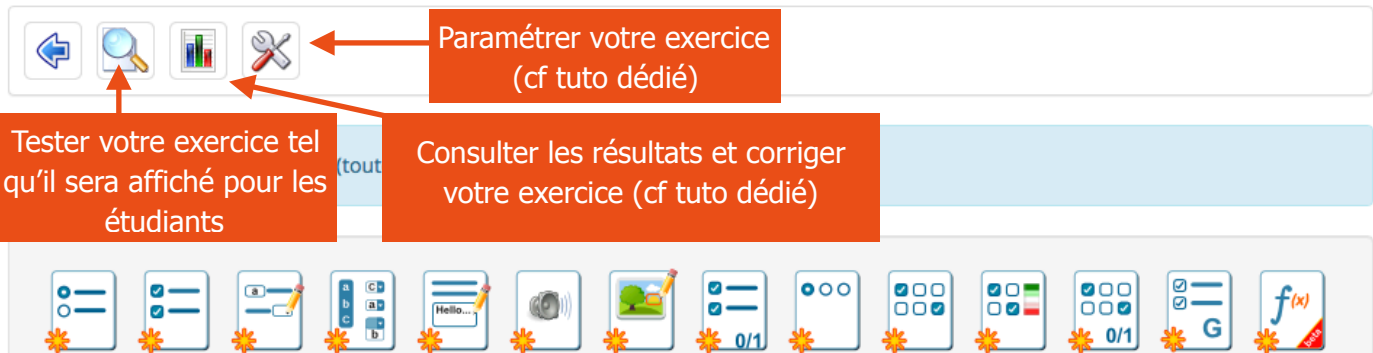 Paramétrer votre exercice
(cf tuto dédié)
Tester votre exercice tel
qu’il sera affiché pour les
étudiants
(tout
Consulter les résultats et corriger
votre exercice (cf tuto dédié)
a
a
b
c
c
a
b
Hello...
0/1
0/1
G
f(x)
beta